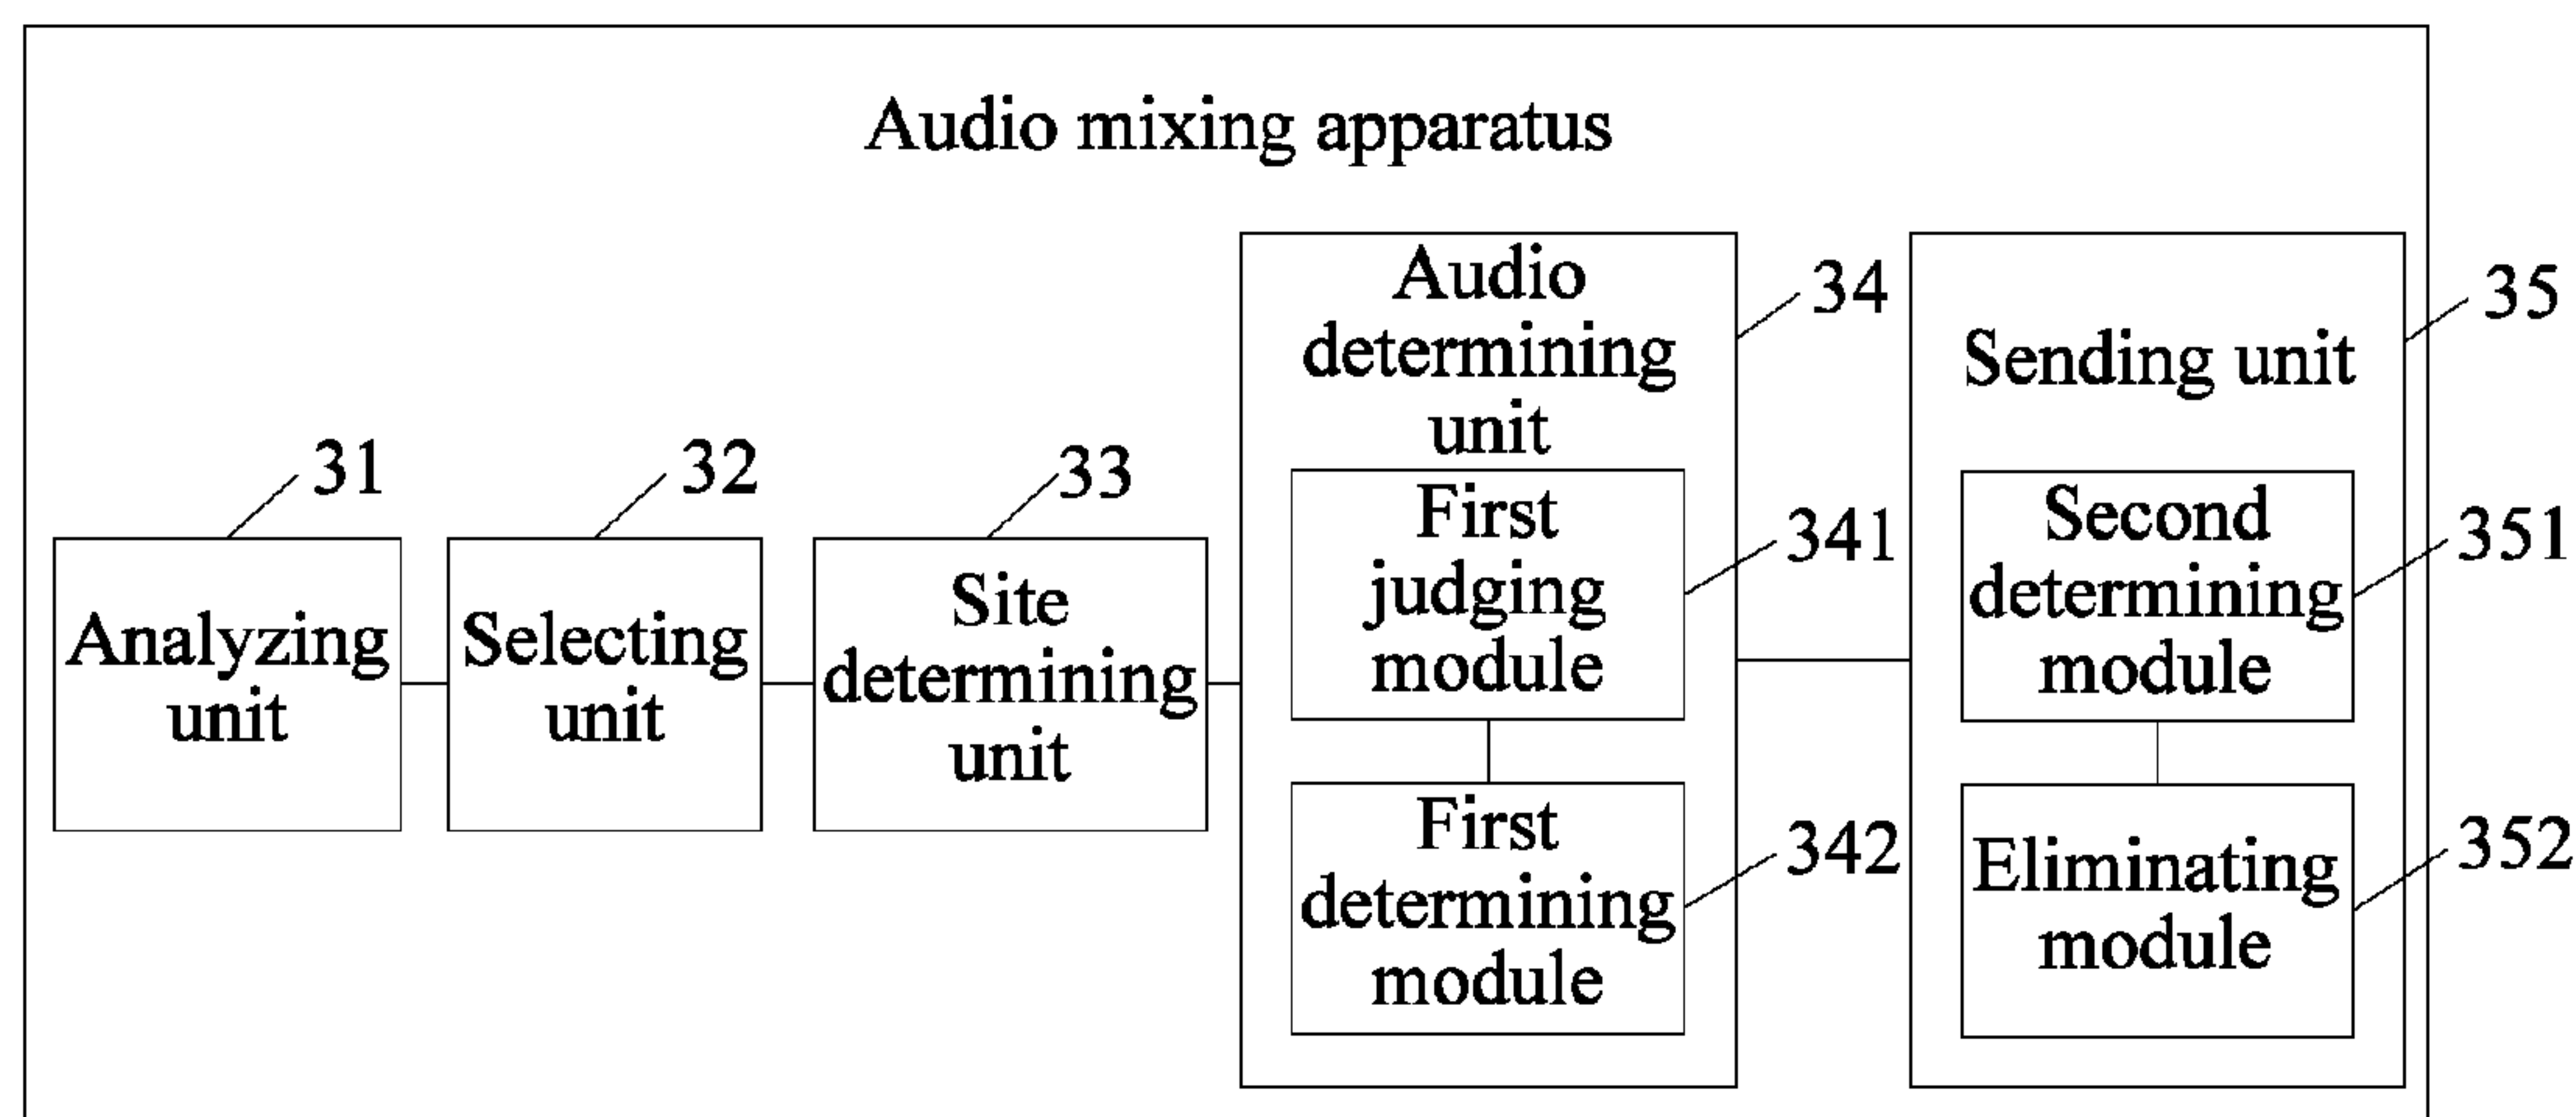 Audio mixing apparatus
31
Analyzing
unit
32
Selecting
unit
33
Site
determining
unit
34
Audio
determining
unit
341
First
judging
module
342
First
determining
module
35
Sending unit
351
Second
determining
module
352
Eliminating
module